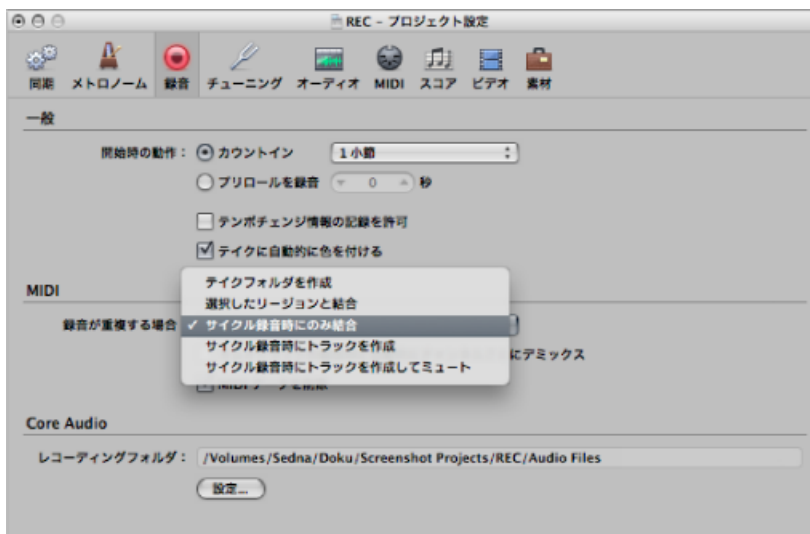 REC - プロジェクト設定
同期 メトロノーム 録音 チューニング オーディオ MIDI スコア ビデオ 素材
一般
開始時の動作： カウントイン 1 小節
プリロールを録音 0 秒
テンポチェンジ情報の記録を許可
テイクに自動的に色を付ける
MIDI
テイクフォルダを作成
選択したリージョンと結合
録音が重複する場合 ✓ サイクル録音時にのみ結合
サイクル録音時にトラックを作成
にデミックス
サイクル録音時にトラックを作成してミュート
Core Audio
レコーディングフォルダ： /Volumes/Sedna/Doku/Screenshot Projects/REC/Audio Files
設定...